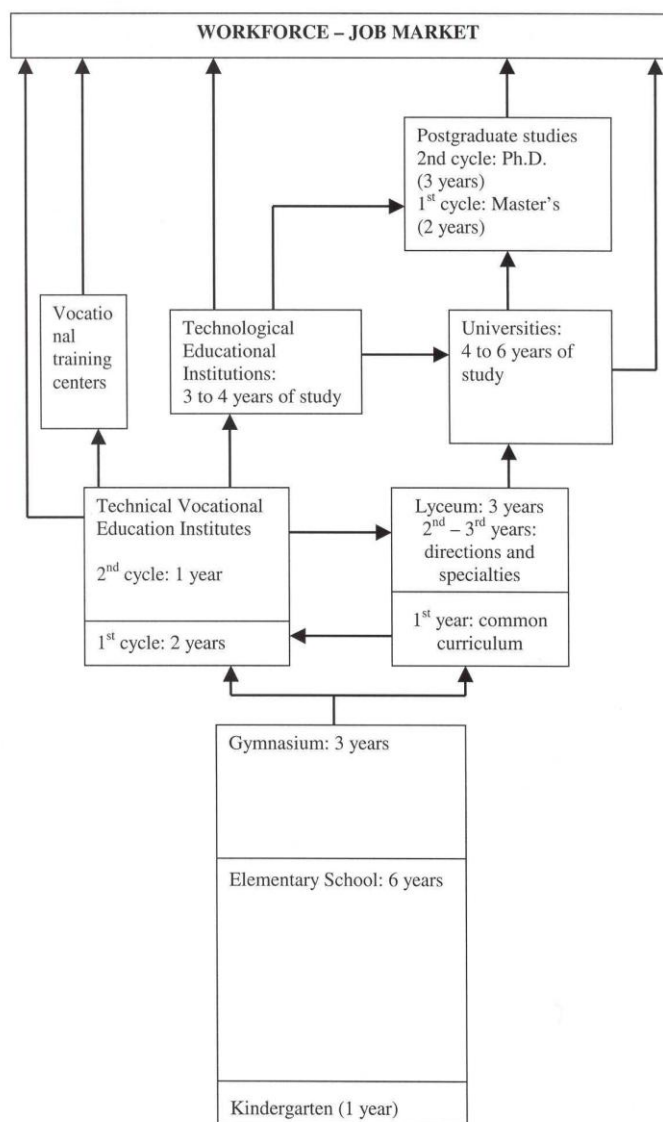 WORKFORCE – JOB MARKET
Postgraduate studies
2nd cycle: Ph.D.
(3 years)
1st cycle: Master's
(2 years)
Vocatio
nal
training
centers
Technological
Educational
Institutions:
3 to 4 years of study
Universities:
4 to 6 years of
study
Technical Vocational
Education Institutes
2nd cycle: 1 year
1st cycle: 2 years
Lyceum: 3 years
2nd – 3rd years:
directions and
specialties
1st year: common
curriculum
Gymnasium: 3 years
Elementary School: 6 years
Kindergarten (1 year)